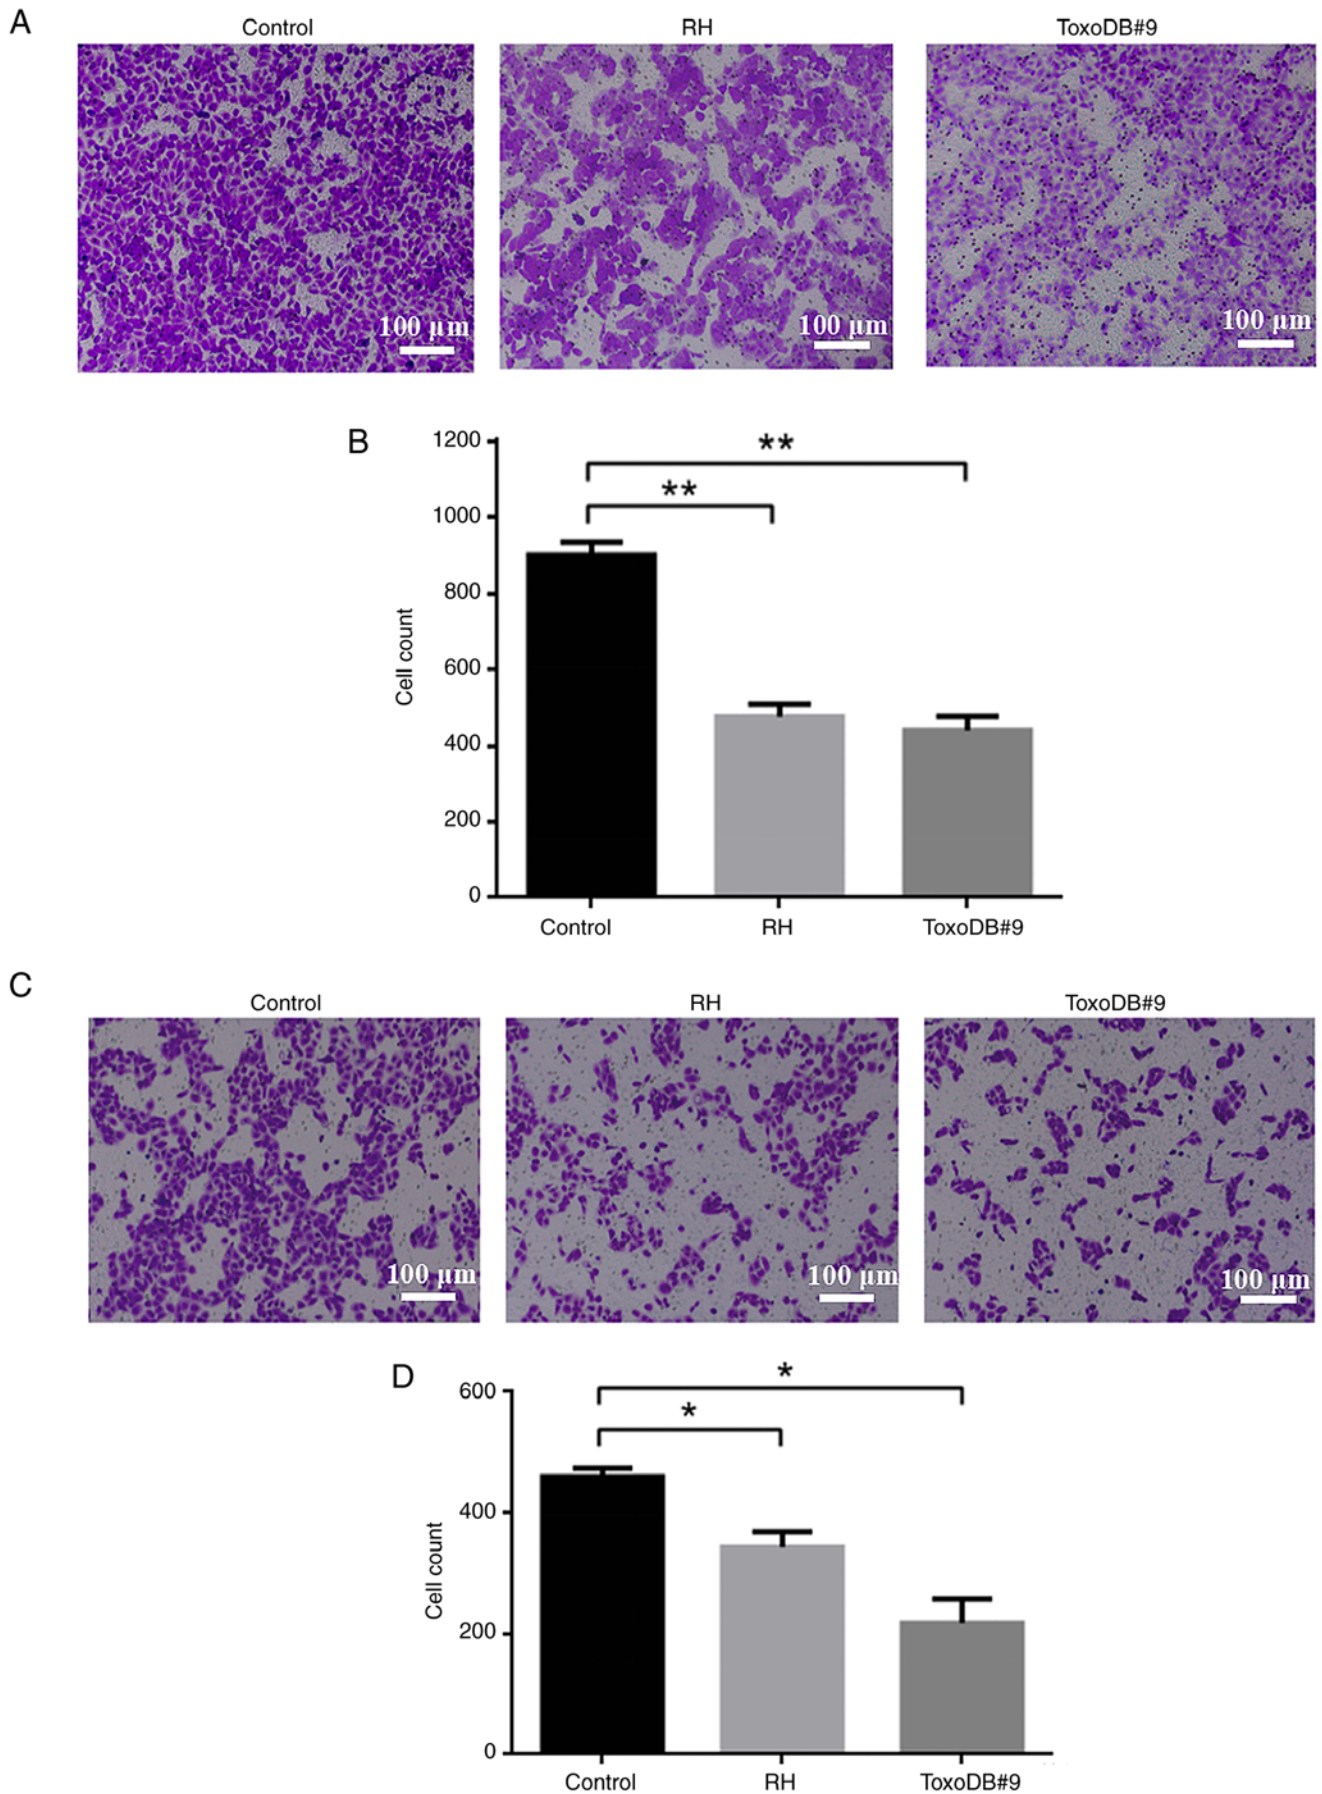 A
Control
RH
ToxoDB#9
100 µm
100 µm
100 µm
B
1200
1000
800
600
400
200
0
Cell count
**
**
Control
RH
ToxoDB#9
C
Control
RH
ToxoDB#9
100 µm
100 µm
100 µm
D
600
400
200
0
Cell count
*
*
Control
RH
ToxoDB#9